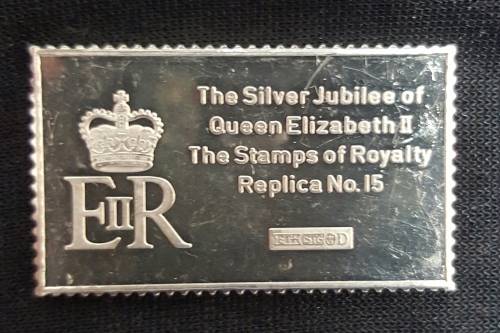 The Silver Jubilee of
Queen Elizabeth II
The Stamps of Royalty
Replica No. 15
EIIR